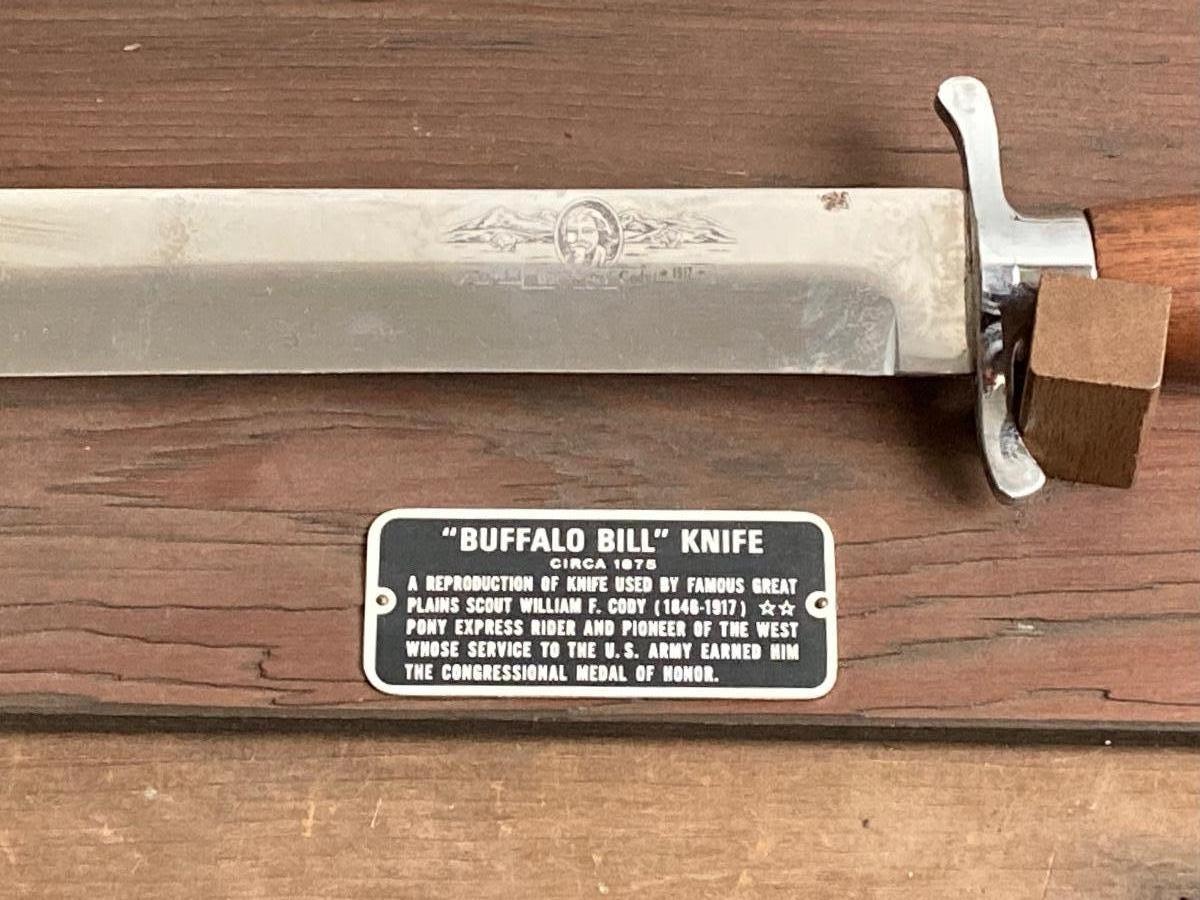 1917
"BUFFALO BILL" KNIFE
CIRCA 1875
A REPRODUCTION OF KNIFE USED BY FAMOUS GREAT
PLAINS SCOUT WILLIAM F. CODY (1846-1917) ☆☆
PONY EXPRESS RIDER AND PIONEER OF THE WEST
WHOSE SERVICE TO THE U.S. ARMY EARNED HIM
THE CONGRESSIONAL MEDAL OF HONOR.